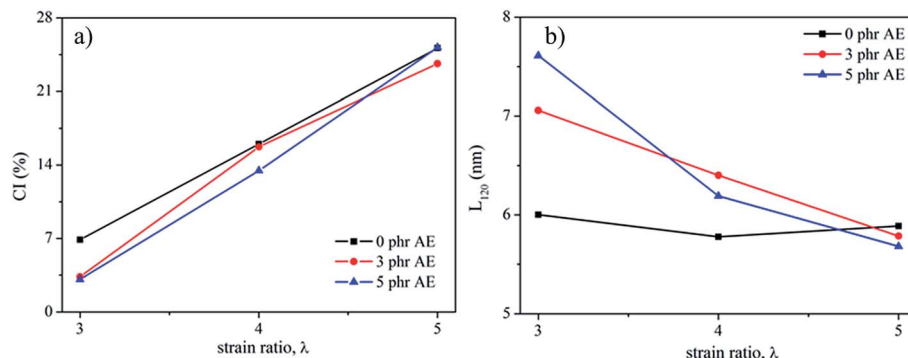 a)
28
21
14
7
0
CI (%)
0 phr AE
3 phr AE
5 phr AE
3 4 5
strain ratio, λ
b)
8
7
6
5
L120 (nm)
0 phr AE
3 phr AE
5 phr AE
3 4 5
strain ratio, λ